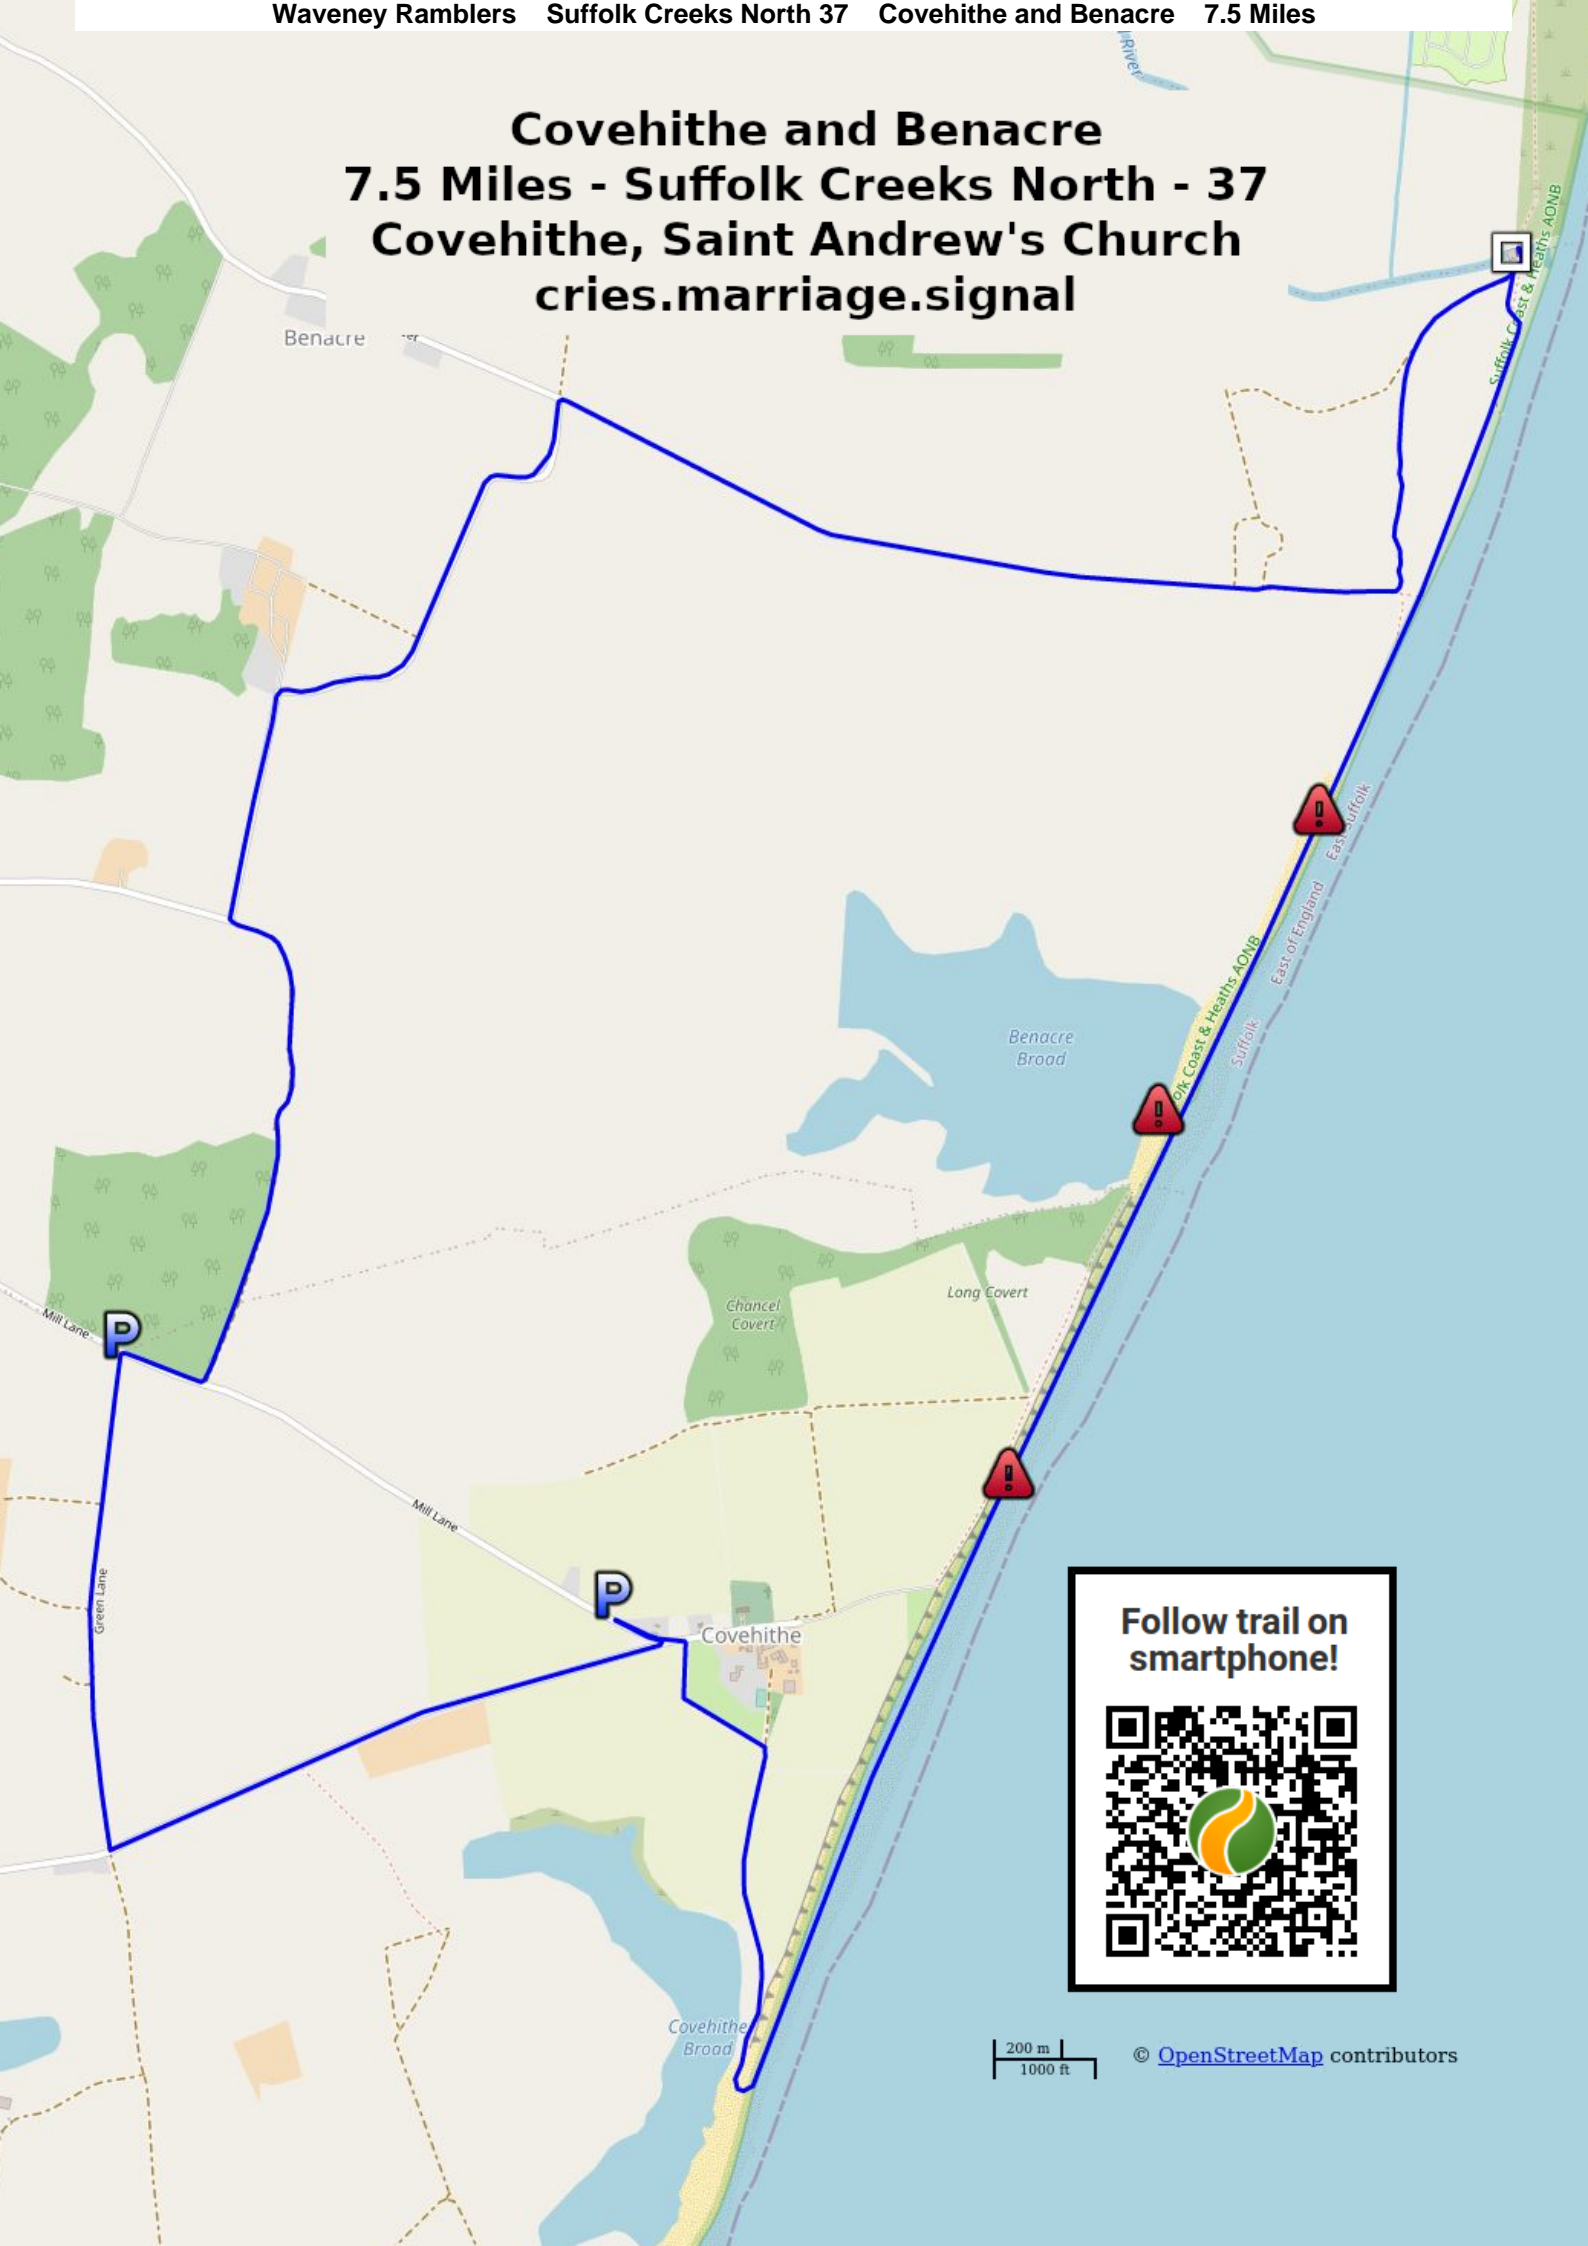 Waveney Ramblers Suffolk Creeks North 37 Covehithe and Benacre 7.5 Miles
River
Covehithe and Benacre
7.5 Miles - Suffolk Creeks North - 37
Covehithe, Saint Andrew's Church
cries.marriage.signal
Suffolk Coast & Heaths AONB
Benacre
East Suffolk
East of England
Suffolk
Coast & Heaths AONB
Benacre
Broad
Long Covert
Chancel
Covert
Mill Lane
P
Mill Lane
Green Lane
P
Covehithe
Follow trail on
smartphone!
Covehithe
Broad
200 m
1000 ft
© OpenStreetMap contributors